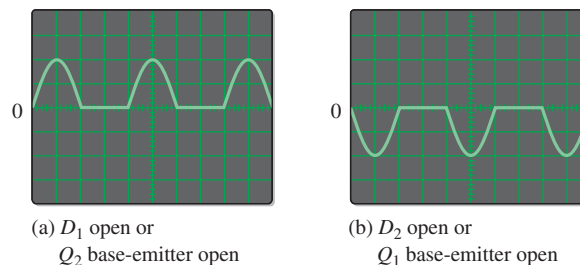 0
0
(a) D₁ open or
Q₂ base-emitter open
(b) D₂ open or
Q₁ base-emitter open